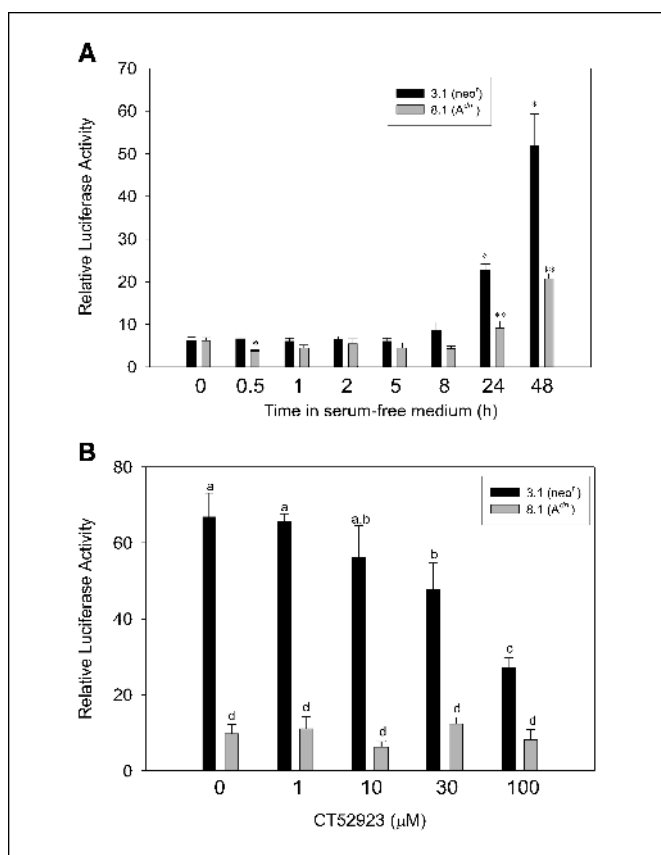 A
Relative Luciferase Activity
70
60
50
40
30
20
10
0
3.1 (neoʳ)
8.1 (Aᵈⁿ)
*
*
**
*
**
0 0.5 1 2 5 8 24 48
Time in serum-free medium (h)
B
Relative Luciferase Activity
80
60
40
20
0
3.1 (neoʳ)
8.1 (Aᵈⁿ)
a a a,b b c
d d d d d
0 1 10 30 100
CT52923 (μM)